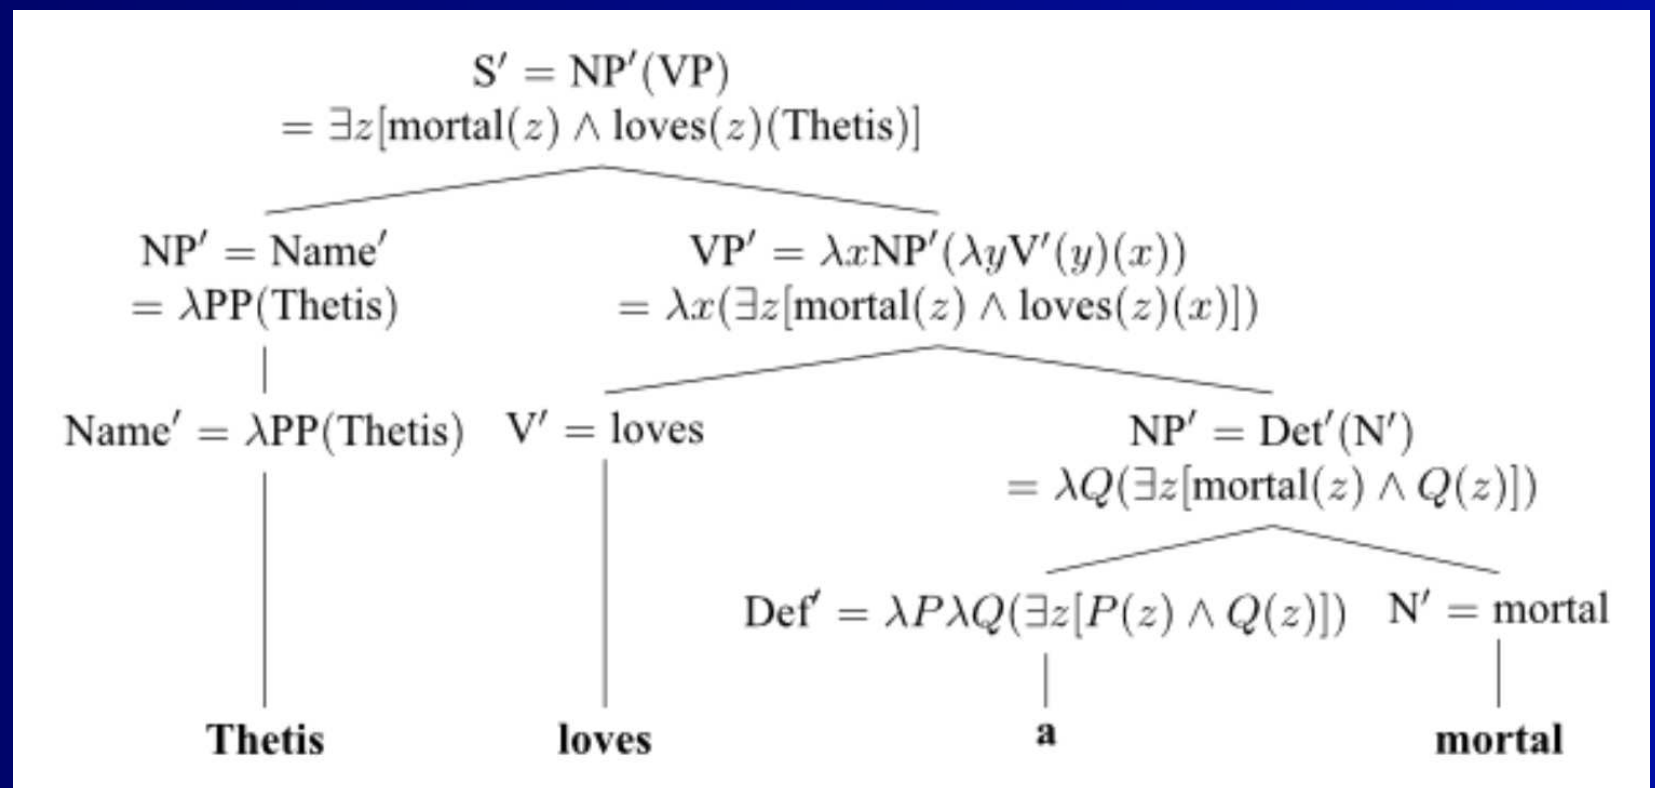 S′ = NP′(VP)
= ∃z[mortal(z) ∧ loves(z)(Thetis)]
NP′ = Name′
= λPP(Thetis)
VP′ = λxNP′(λyV′(y)(x))
= λx(∃z[mortal(z) ∧ loves(z)(x)])
Name′ = λPP(Thetis)
V′ = loves
NP′ = Det′(N′)
= λQ(∃z[mortal(z) ∧ Q(z)])
Def′ = λPλQ(∃z[P(z) ∧ Q(z)])
N′ = mortal
Thetis
loves
a
mortal